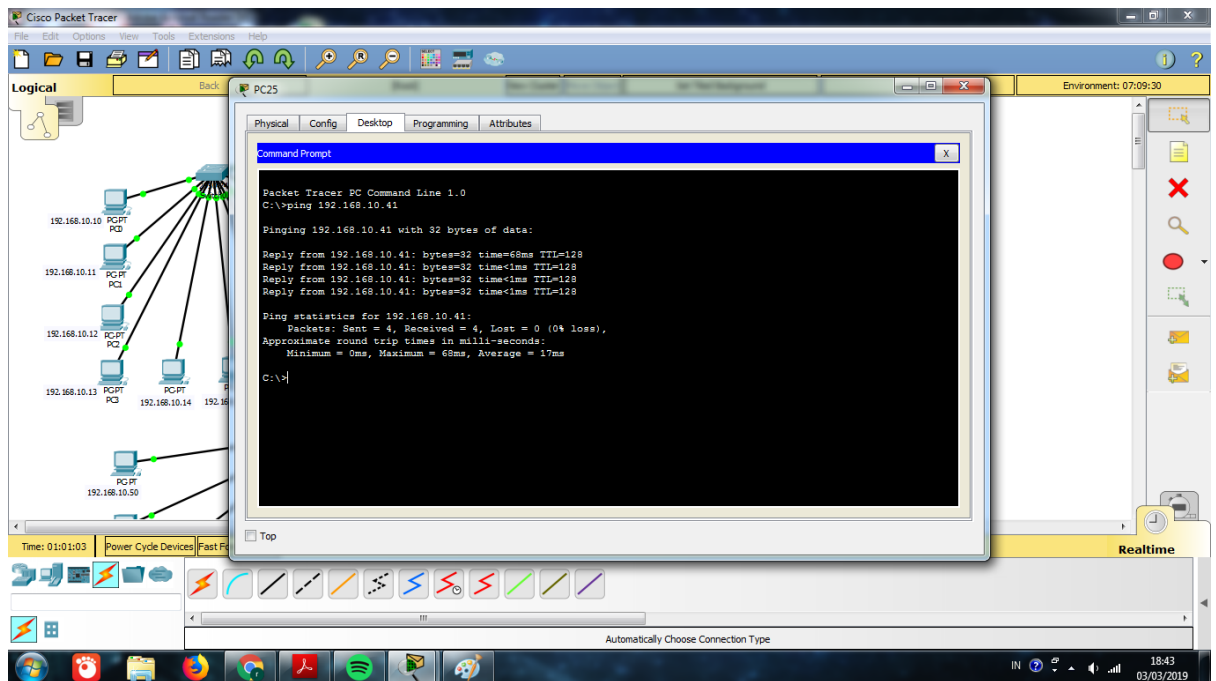 Cisco Packet Tracer
File Edit Options View Tools Extensions Help
Logical
Back
Environment: 07:09:30
PC25
Physical Config Desktop Programming Attributes
Command Prompt
X
Packet Tracer PC Command Line 1.0
C:\>ping 192.168.10.41
Pinging 192.168.10.41 with 32 bytes of data:
Reply from 192.168.10.41: bytes=32 time=68ms TTL=128
Reply from 192.168.10.41: bytes=32 time<1ms TTL=128
Reply from 192.168.10.41: bytes=32 time<1ms TTL=128
Reply from 192.168.10.41: bytes=32 time<1ms TTL=128
Ping statistics for 192.168.10.41:
Packets: Sent = 4, Received = 4, Lost = 0 (0% loss),
Approximate round trip times in milli-seconds:
Minimum = 0ms, Maximum = 68ms, Average = 17ms
C:\>
192.168.10.10 PC-PT
PC0
192.168.10.11 PC-PT
PC1
192.168.10.12 PC-PT
PC2
192.168.10.13 PC-PT
PC3
PC-PT
192.168.10.14
PC-PT
192.168.10.50
Top
Time: 01:01:03
Power Cycle Devices
Realtime
Automatically Choose Connection Type
IN
18:43
03/03/2019